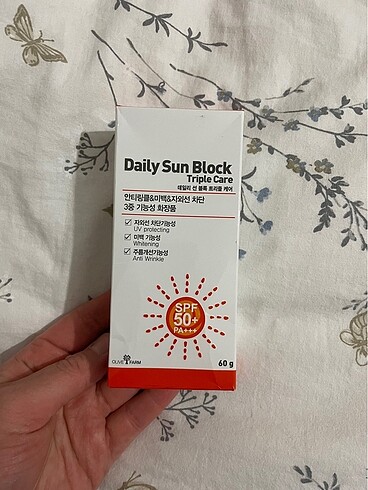 Daily Sun Block
Triple Care
데일리 선 블록 트리플 케어
안티링클&미백&자외선 차단
3중 기능성 화장품
자외선 차단기능성
UV protecting
미백 기능성
Whitening
주름개선기능성
Anti Wrinkle
SPF
50+
PA+++
OLIVE FARM
60 g